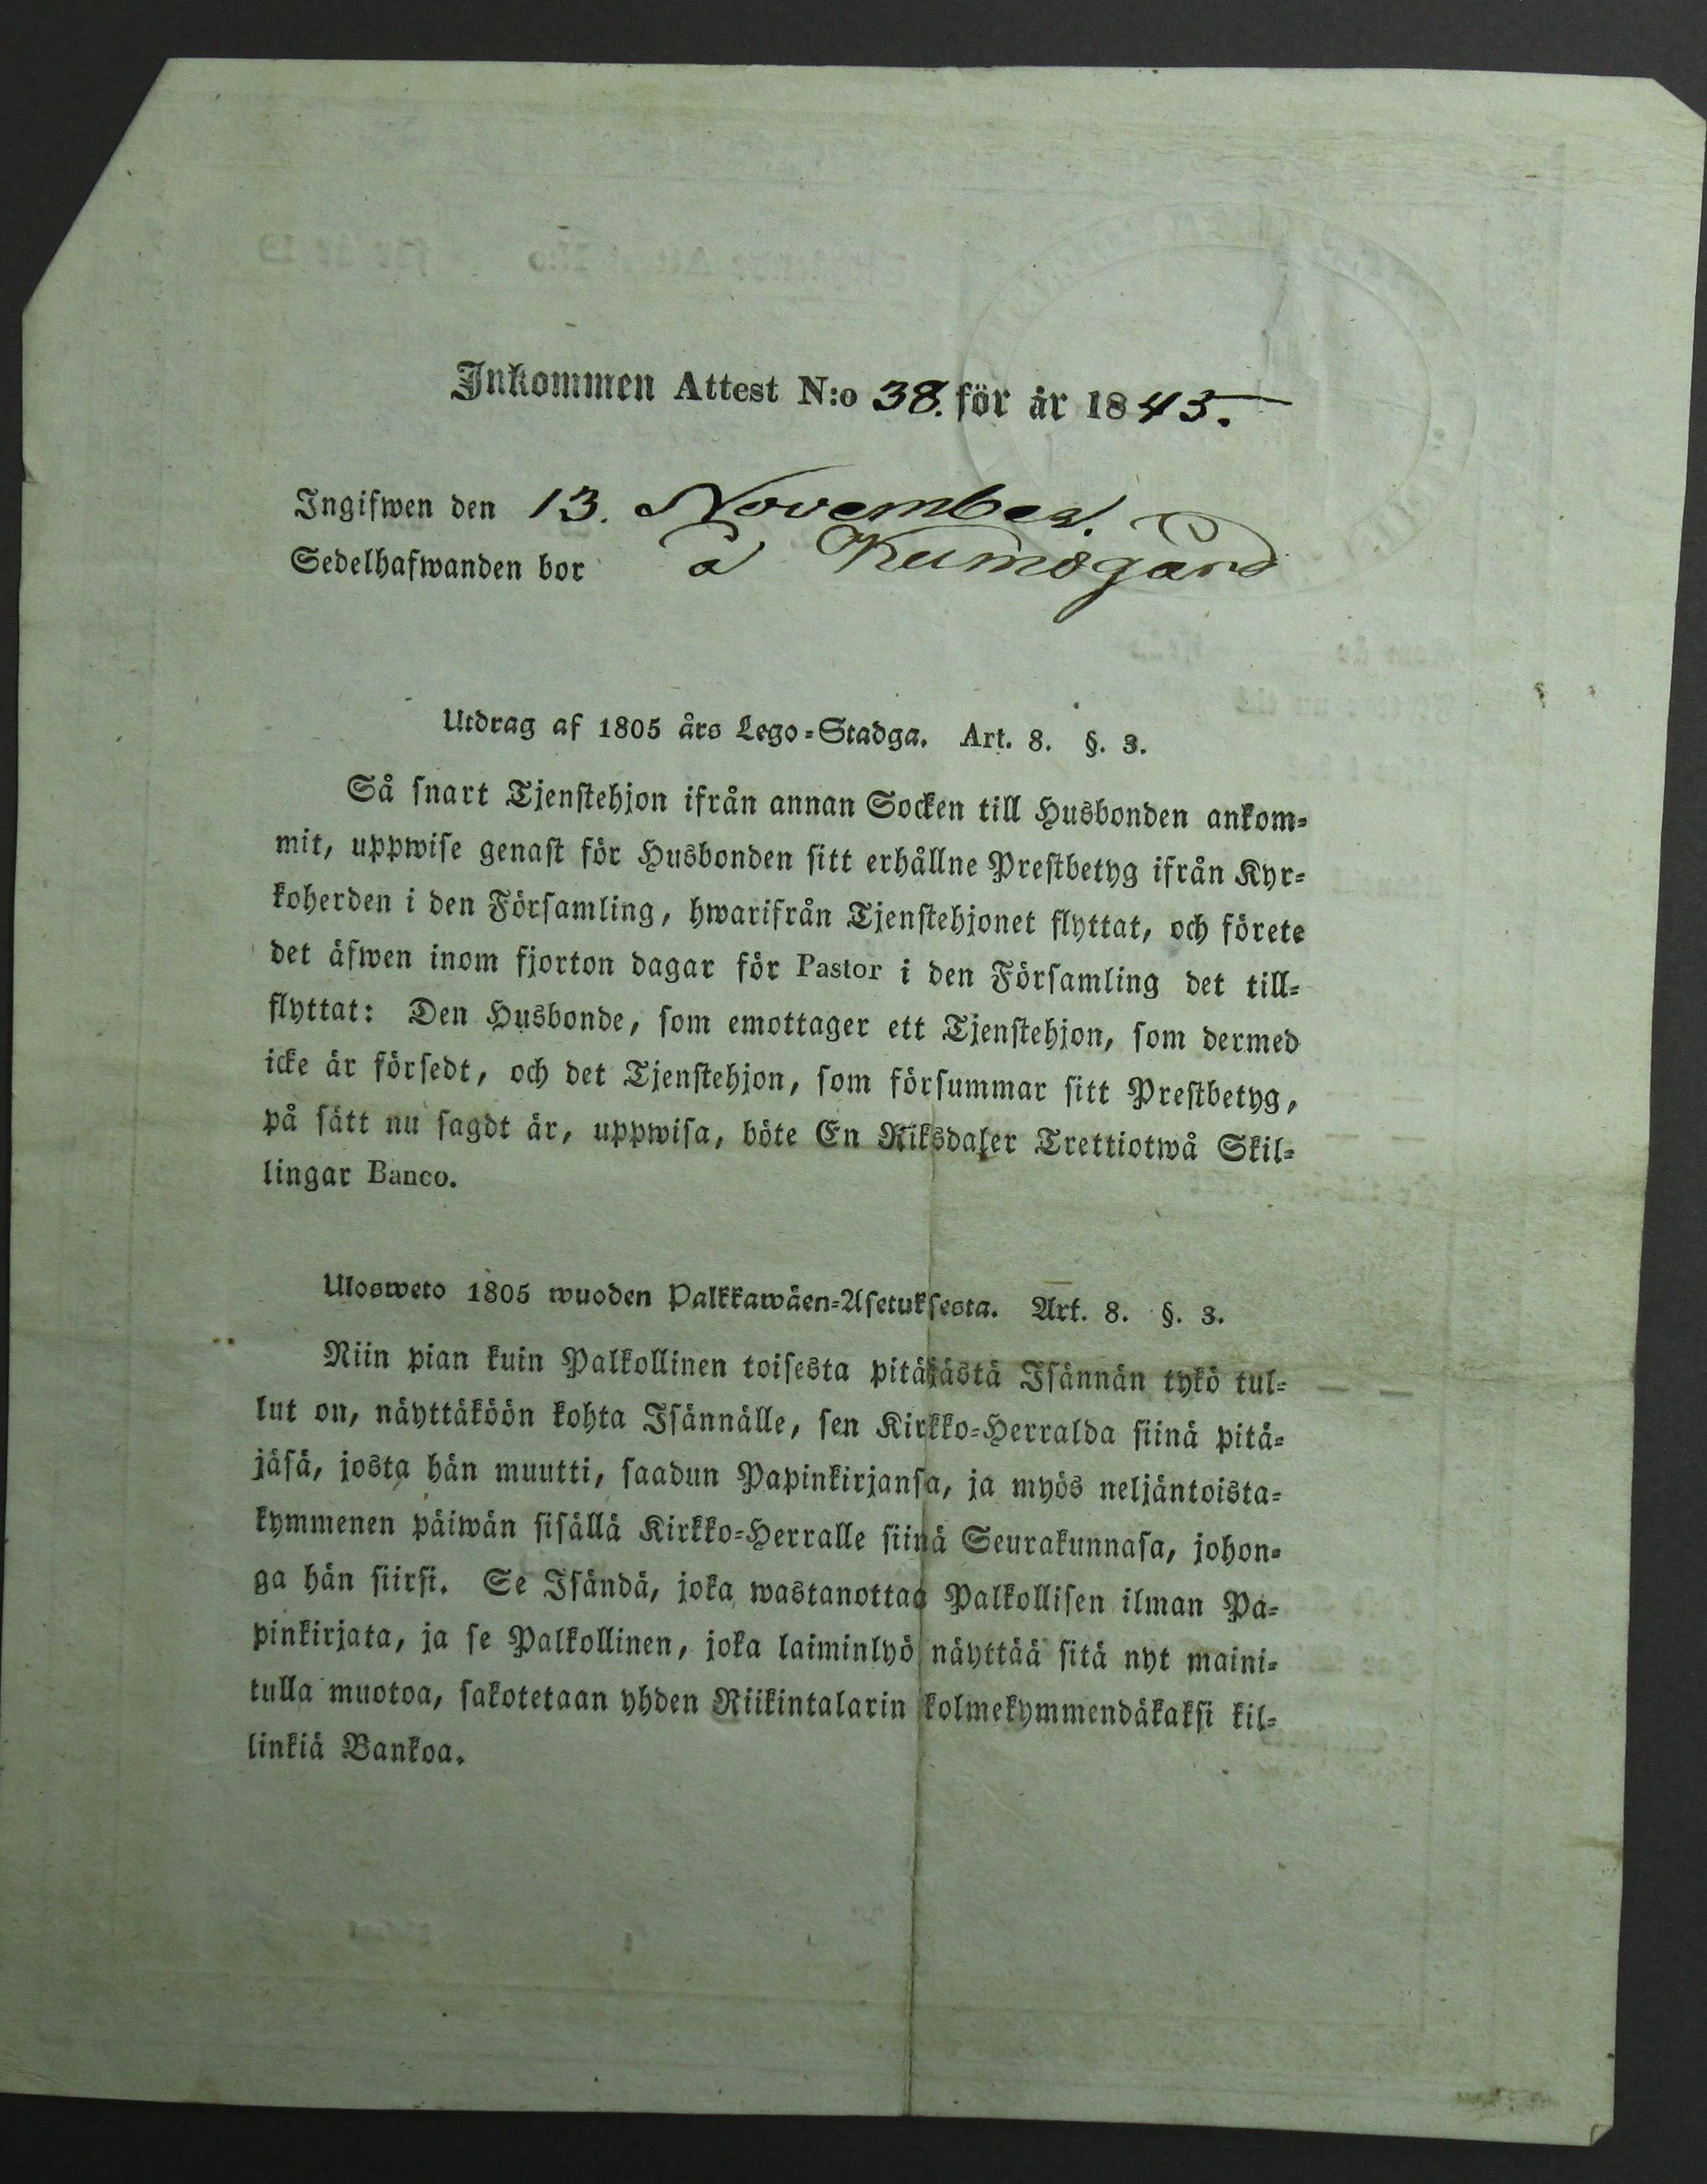 Inkommen Attest N:o 38. för år 1843.
Ingifwen den 13. November.
Sedelhafwanden bor å Kumogård
Utdrag af 1805 års Lego-Stadga. Art. 8. §. 3.
Så snart Tjenstehjon ifrån annan Socken till Husbonden ankom-
mit, uppwise genast för Husbonden sitt erhållne Prestbetyg ifrån Kyr-
koherden i den Församling, hwarifrån Tjenstehjonet flyttat, och förete
det äfwen inom fjorton dagar för Pastor i den Församling det till-
flyttat: Den Husbonde, som emottager ett Tjenstehjon, som dermed
icke är försedt, och det Tjenstehjon, som försummar sitt Prestbetyg,
på sätt nu sagdt är, uppwisa, böte En Riksdaler Trettiotwå Skil-
lingar Banco.
Ulosweto 1805 wuoden Palkkawäen-Asetuksesta. Art. 8. §. 3.
Niin pian kuin Palkollinen toisesta pitäjästä Isännän tykö tul-
lut on, näyttäköön kohta Isännälle, sen Kirkko-Herralda siinä pitä-
jäsä, josta hän muutti, saadun Papinkirjansa, ja myös neljäntoista-
kymmenen päiwän sisällä Kirkko-Herralle siinä Seurakunnasa, johon-
ga hän siirsi. Se Isändä, joka wastanottaa Palkollisen ilman Pa-
pinkirjata, ja se Palkollinen, joka laiminlyö näyttää sitä nyt maini-
tulla muotoa, sakotetaan yhden Riikintalarin kolmekymmendäkaksi kil-
linkiä Bankoa.